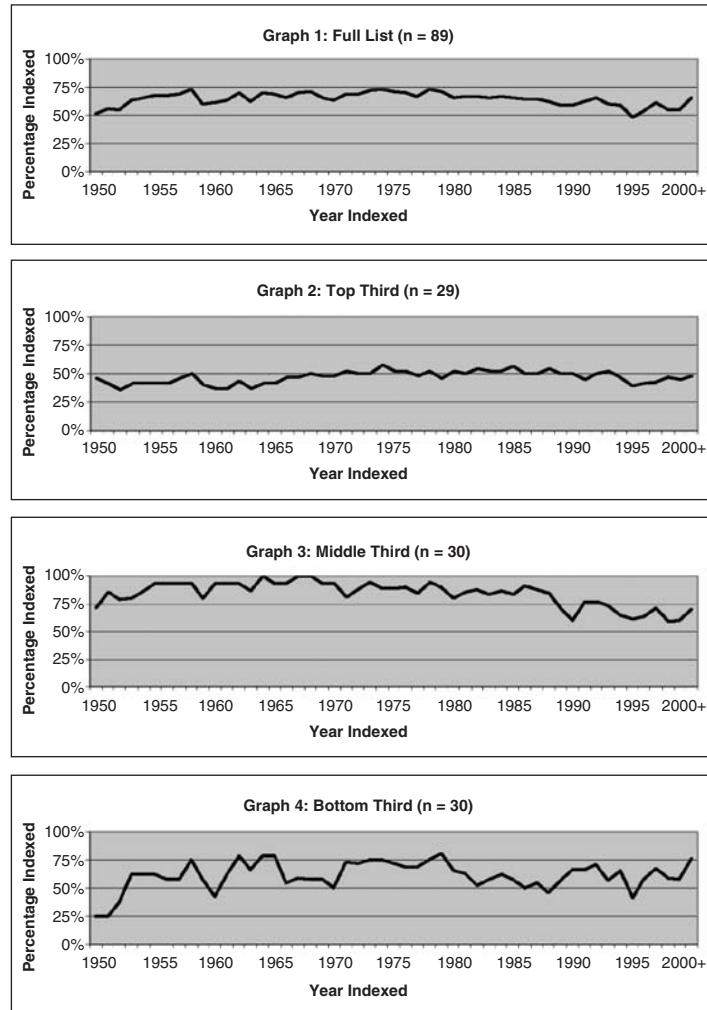 Graph 1: Full List (n = 89)
Percentage Indexed
100%
75%
50%
25%
0%
1950 1955 1960 1965 1970 1975 1980 1985 1990 1995 2000+
Year Indexed
Graph 2: Top Third (n = 29)
Percentage Indexed
100%
75%
50%
25%
0%
1950 1955 1960 1965 1970 1975 1980 1985 1990 1995 2000+
Year Indexed
Graph 3: Middle Third (n = 30)
Percentage Indexed
100%
75%
50%
25%
0%
1950 1955 1960 1965 1970 1975 1980 1985 1990 1995 2000+
Year Indexed
Graph 4: Bottom Third (n = 30)
Percentage Indexed
100%
75%
50%
25%
0%
1950 1955 1960 1965 1970 1975 1980 1985 1990 1995 2000+
Year Indexed